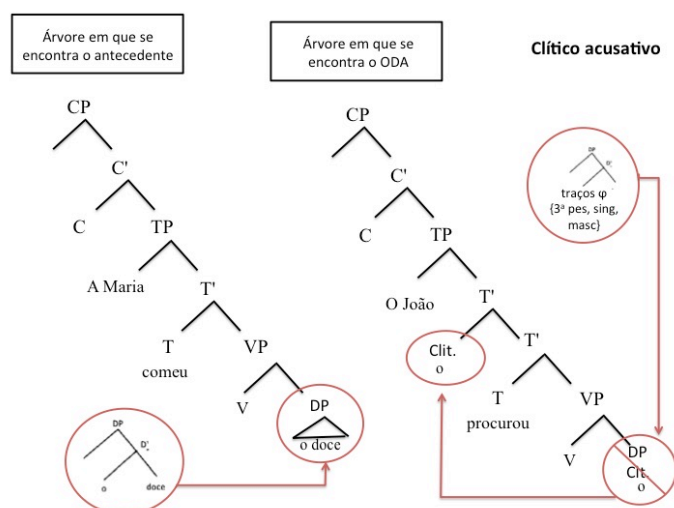 Árvore em que se
encontra o antecedente
Árvore em que se
encontra o ODA
Clítico acusativo
CP
C'
C
TP
A Maria
T'
T
comeu
VP
V
DP
o doce
DP
D'
o
doce
CP
C'
C
TP
O João
T'
Clit.
o
T'
T
procurou
VP
V
DP
Clt.
o
DP
D'
traços φ
{3ª pes, sing,
masc}